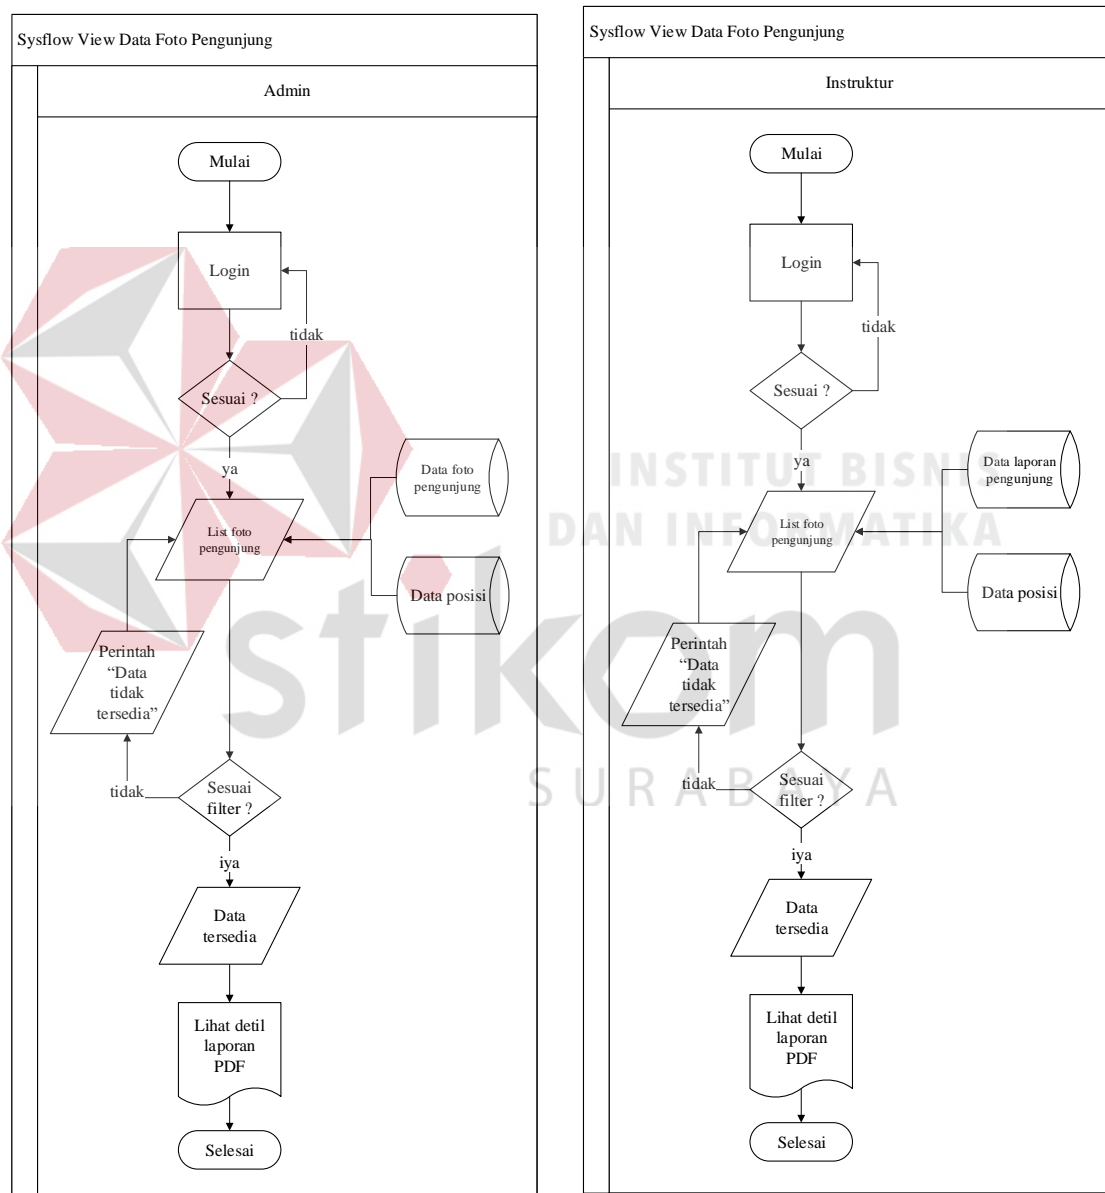 Sysflow View Data Foto Pengunjung
Admin
Mulai
Login
tidak
Sesuai ?
ya
Data foto
pengunjung
List foto
pengunjung
Data posisi
Perintah
“Data
tidak
tersedia”
Sesuai
filter ?
tidak
iya
Data
tersedia
Lihat detil
laporan
PDF
Selesai
Sysflow View Data Foto Pengunjung
Instruktur
Mulai
Login
tidak
Sesuai ?
ya
Data laporan
pengunjung
List foto
pengunjung
Data posisi
Perintah
“Data
tidak
tersedia”
Sesuai
filter ?
tidak
iya
Data
tersedia
Lihat detil
laporan
PDF
Selesai
INSTITUT BISNIS
DAN INFORMATIKA
stikom
SURABAYA